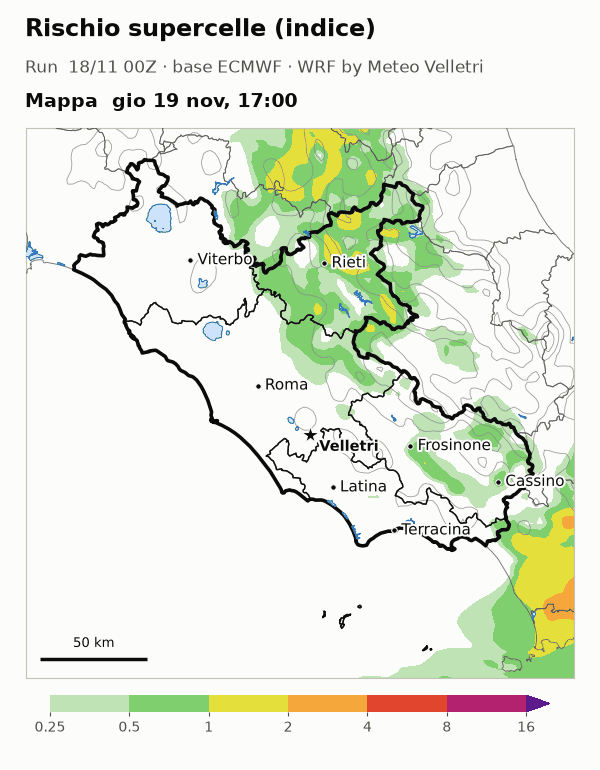 Rischio supercelle (indice)
Run  18/11 00Z · base ECMWF · WRF by Meteo Velletri
Mappa  gio 19 nov, 17:00
Viterbo
Rieti
Roma
Velletri
Frosinone
Cassino
Latina
Terracina
50 km
0.25 0.5 1 2 4 8 16